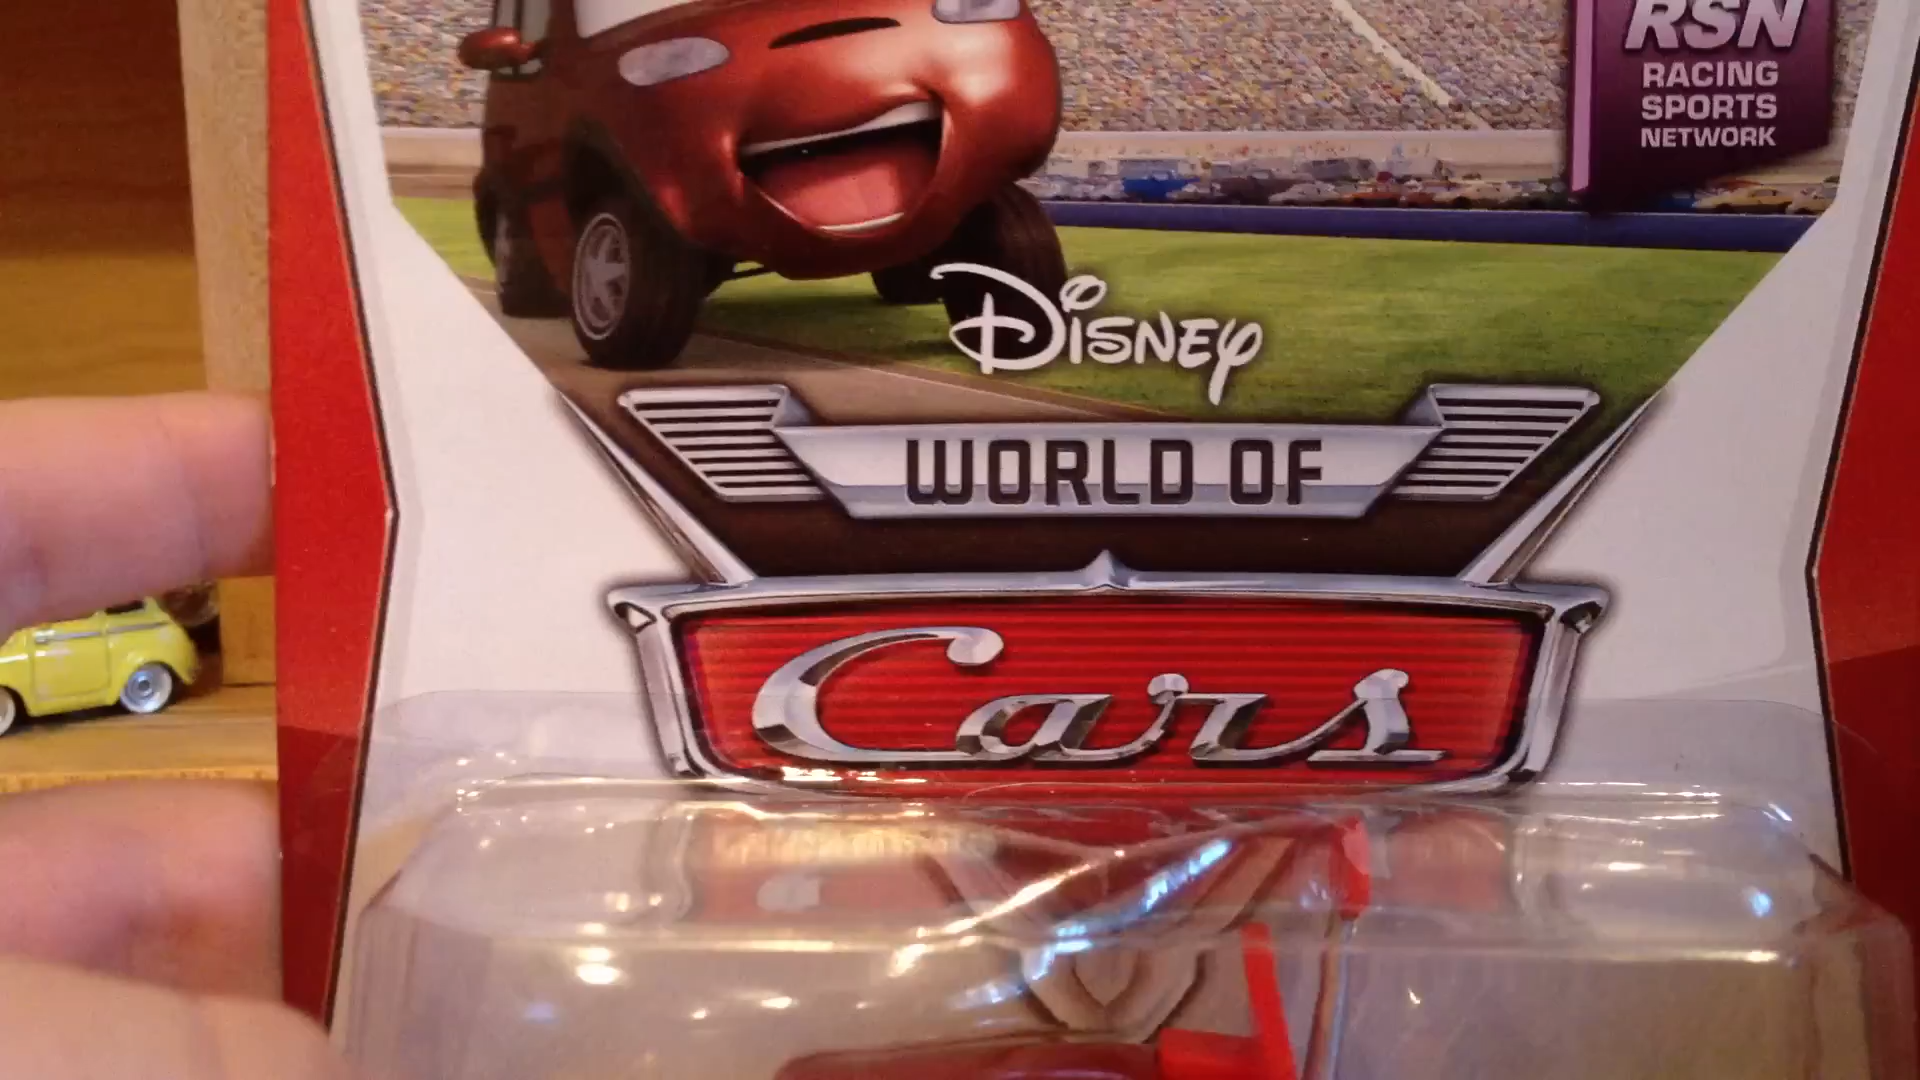 RSN
RACING
SPORTS
NETWORK
DISNEY
WORLD OF
Cars